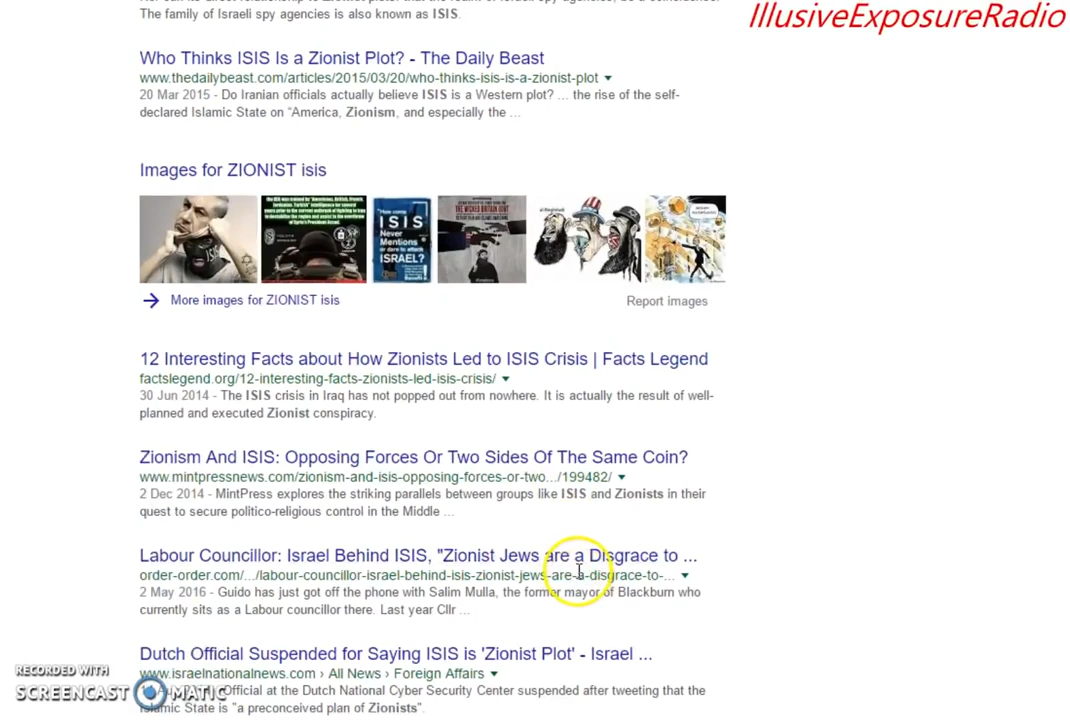 The family of Israeli spy agencies is also known as ISIS.
IllusiveExposureRadio
Who Thinks ISIS Is a Zionist Plot? - The Daily Beast
www.thedailybeast.com/articles/2015/03/20/who-thinks-isis-is-a-zionist-plot
20 Mar 2015 - Do Iranian officials actually believe ISIS is a Western plot? ... the rise of the self-
declared Islamic State on "America, Zionism, and especially the ...
Images for ZIONIST isis
"How come
ISIS
Never
Mentions
or dare to attack
ISRAEL?
More images for ZIONIST isis
Report images
12 Interesting Facts about How Zionists Led to ISIS Crisis | Facts Legend
factslegend.org/12-interesting-facts-zionists-led-isis-crisis/
30 Jun 2014 - The ISIS crisis in Iraq has not popped out from nowhere. It is actually the result of well-
planned and executed Zionist conspiracy.
Zionism And ISIS: Opposing Forces Or Two Sides Of The Same Coin?
www.mintpressnews.com/zionism-and-isis-opposing-forces-or-two.../199482/
2 Dec 2014 - MintPress explores the striking parallels between groups like ISIS and Zionists in their
quest to secure politico-religious control in the Middle ...
Labour Councillor: Israel Behind ISIS, "Zionist Jews are a Disgrace to ...
order-order.com/.../labour-councillor-israel-behind-isis-zionist-jews-are-a-disgrace-to-...
2 May 2016 - Guido has just got off the phone with Salim Mulla, the former mayor of Blackburn who
currently sits as a Labour councillor there. Last year Cllr ...
Dutch Official Suspended for Saying ISIS is 'Zionist Plot' - Israel ...
www.israelnationalnews.com › All News › Foreign Affairs
Official at the Dutch National Cyber Security Center suspended after tweeting that the
Islamic State is "a preconceived plan of Zionists".
RECORDED WITH
SCREENCAST MATIC